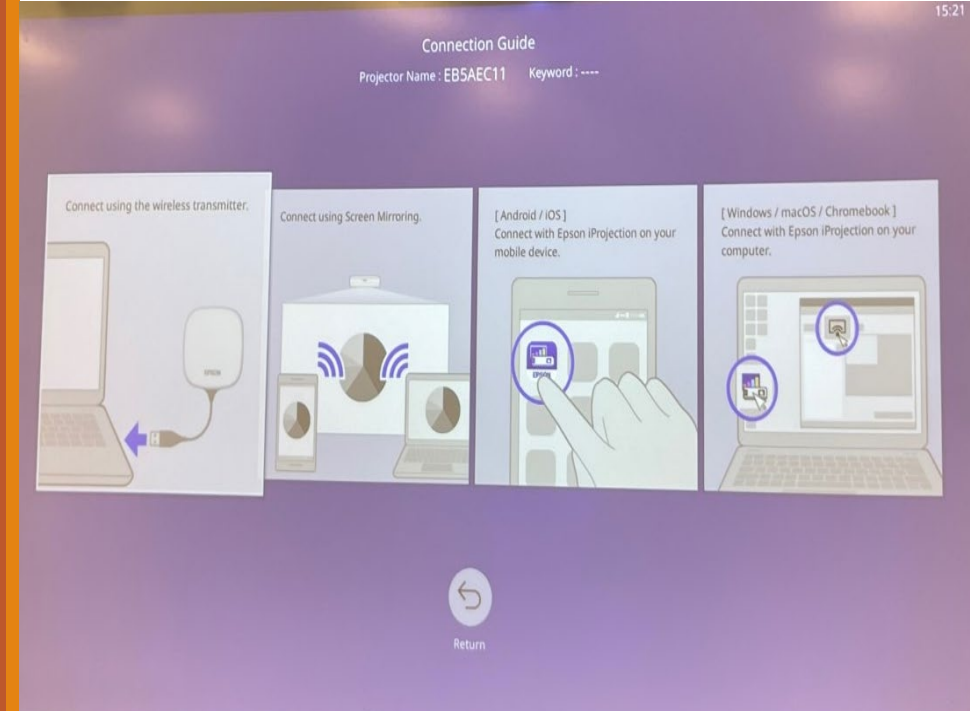 15:21
Connection Guide
Projector Name : EB5AEC11 Keyword : ----
Connect using the wireless transmitter.
EPSON
Connect using Screen Mirroring.
[ Android / iOS ]
Connect with Epson iProjection on your
mobile device.
EPSON
[ Windows / macOS / Chromebook ]
Connect with Epson iProjection on your
computer.
Return